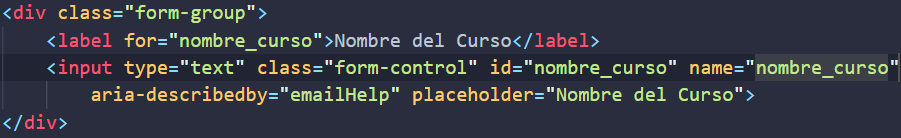 <div class="form-group">
<label for="nombre_curso">Nombre del Curso</label>
<input type="text" class="form-control" id="nombre_curso" name="nombre_curso"
aria-describedby="emailHelp" placeholder="Nombre del Curso">
</div>